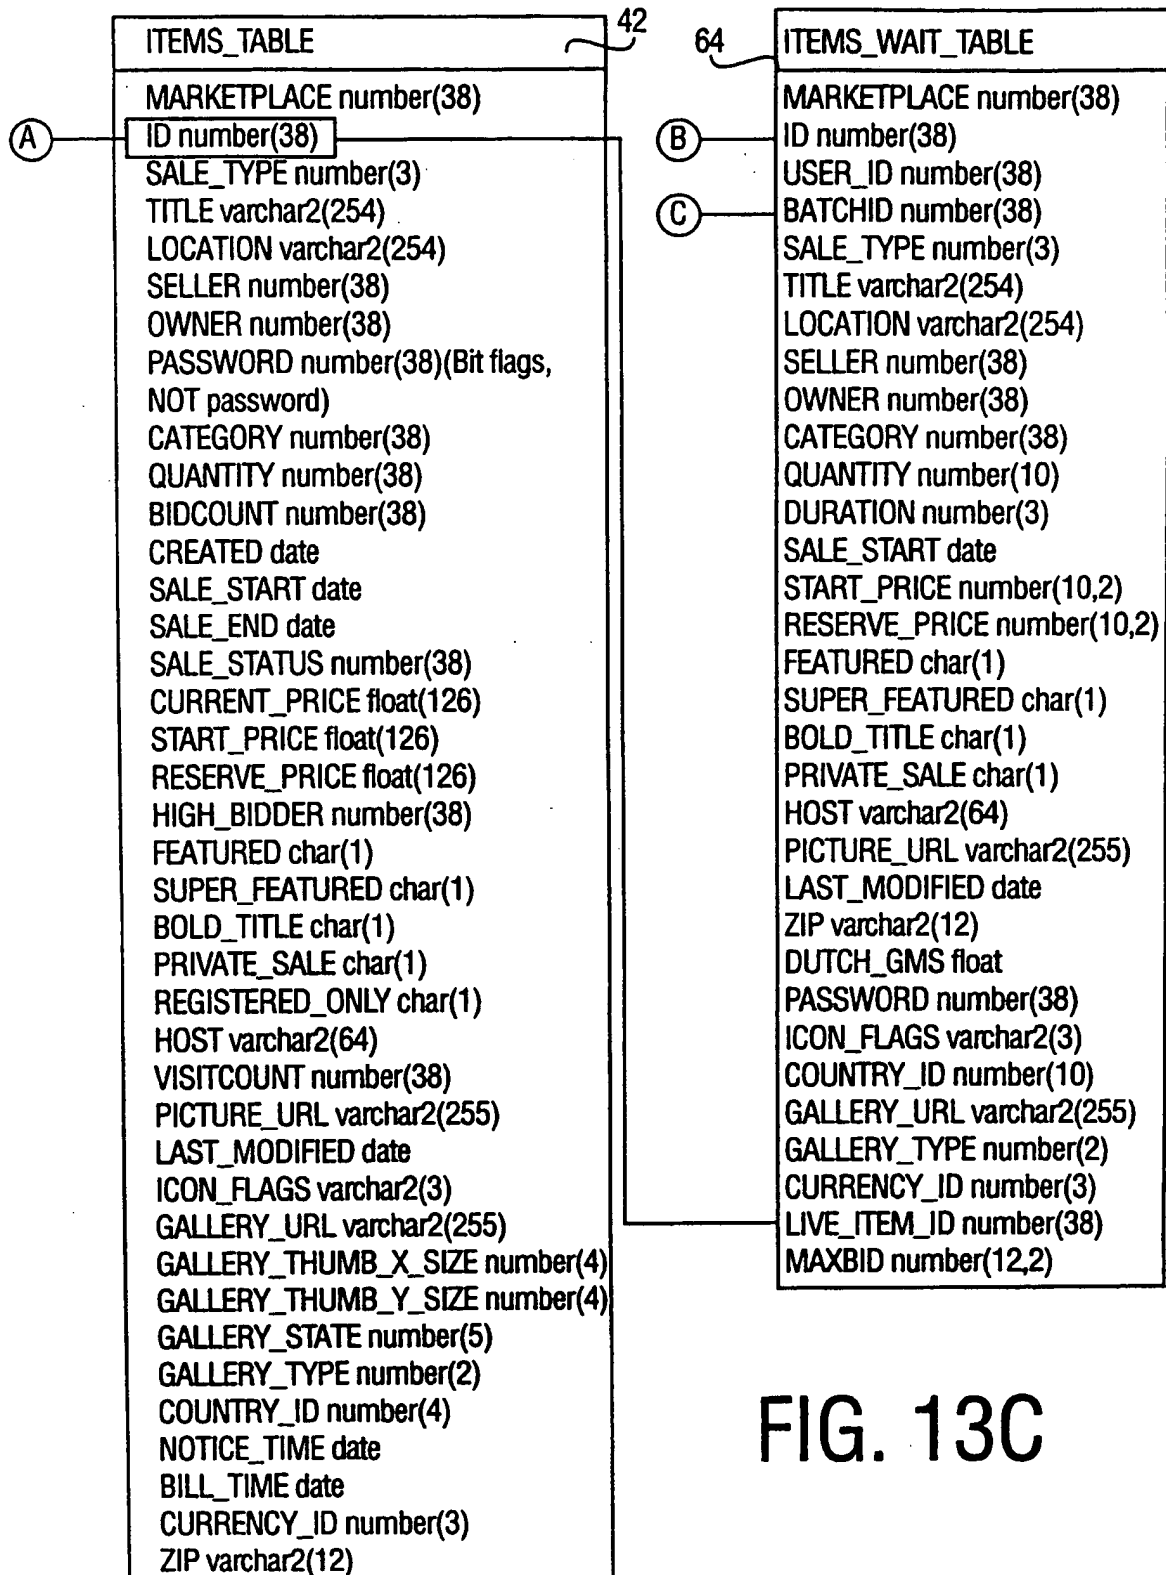 ITEMS_TABLE
42
MARKETPLACE number(38)
A
ID number(38)
SALE_TYPE number(3)
TITLE varchar2(254)
LOCATION varchar2(254)
SELLER number(38)
OWNER number(38)
PASSWORD number(38)(Bit flags,
NOT password)
CATEGORY number(38)
QUANTITY number(38)
BIDCOUNT number(38)
CREATED date
SALE_START date
SALE_END date
SALE_STATUS number(38)
CURRENT_PRICE float(126)
START_PRICE float(126)
RESERVE_PRICE float(126)
HIGH_BIDDER number(38)
FEATURED char(1)
SUPER_FEATURED char(1)
BOLD_TITLE char(1)
PRIVATE_SALE char(1)
REGISTERED_ONLY char(1)
HOST varchar2(64)
VISITCOUNT number(38)
PICTURE_URL varchar2(255)
LAST_MODIFIED date
ICON_FLAGS varchar2(3)
GALLERY_URL varchar2(255)
GALLERY_THUMB_X_SIZE number(4)
GALLERY_THUMB_Y_SIZE number(4)
GALLERY_STATE number(5)
GALLERY_TYPE number(2)
COUNTRY_ID number(4)
NOTICE_TIME date
BILL_TIME date
CURRENCY_ID number(3)
ZIP varchar2(12)
64
ITEMS_WAIT_TABLE
MARKETPLACE number(38)
B
ID number(38)
USER_ID number(38)
C
BATCHID number(38)
SALE_TYPE number(3)
TITLE varchar2(254)
LOCATION varchar2(254)
SELLER number(38)
OWNER number(38)
CATEGORY number(38)
QUANTITY number(10)
DURATION number(3)
SALE_START date
START_PRICE number(10,2)
RESERVE_PRICE number(10,2)
FEATURED char(1)
SUPER_FEATURED char(1)
BOLD_TITLE char(1)
PRIVATE_SALE char(1)
HOST varchar2(64)
PICTURE_URL varchar2(255)
LAST_MODIFIED date
ZIP varchar2(12)
DUTCH_GMS float
PASSWORD number(38)
ICON_FLAGS varchar2(3)
COUNTRY_ID number(10)
GALLERY_URL varchar2(255)
GALLERY_TYPE number(2)
CURRENCY_ID number(3)
LIVE_ITEM_ID number(38)
MAXBID number(12,2)
FIG. 13C